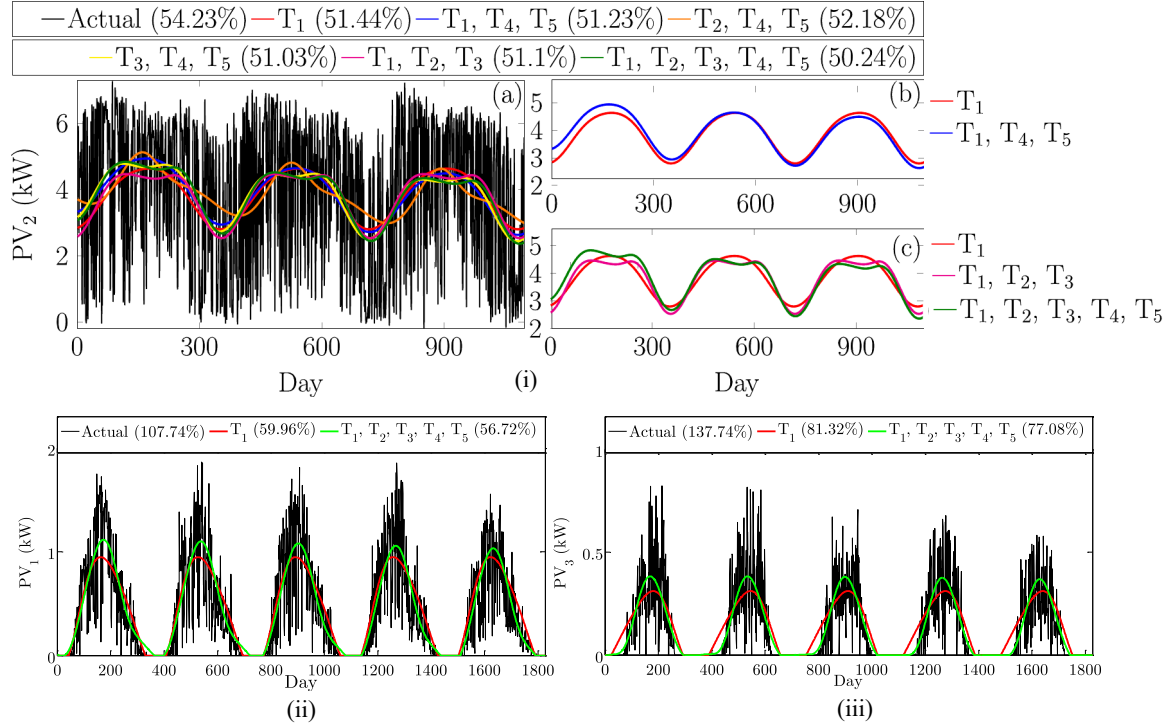 Actual (54.23%) T₁ (51.44%) T₁, T₄, T₅ (51.23%) T₂, T₄, T₅ (52.18%)
T₃, T₄, T₅ (51.03%) T₁, T₂, T₃ (51.1%) T₁, T₂, T₃, T₄, T₅ (50.24%)
(a)
6
4
2
0
PV₂ (kW)
0 300 600 900
Day
(b)
5
4
3
2
0 300 600 900
T₁
T₁, T₄, T₅
(c)
5
4
3
2
0 300 600 900
Day
T₁
T₁, T₂, T₃
T₁, T₂, T₃, T₄, T₅
(i)
Actual (107.74%) T₁ (59.96%) T₁, T₂, T₃, T₄, T₅ (56.72%)
2
1
0
PV₁ (kW)
0 200 400 600 800 1000 1200 1400 1600 1800
Day
(ii)
Actual (137.74%) T₁ (81.32%) T₁, T₂, T₃, T₄, T₅ (77.08%)
1
0.5
0
PV₃ (kW)
0 200 400 600 800 1000 1200 1400 1600 1800
Day
(iii)